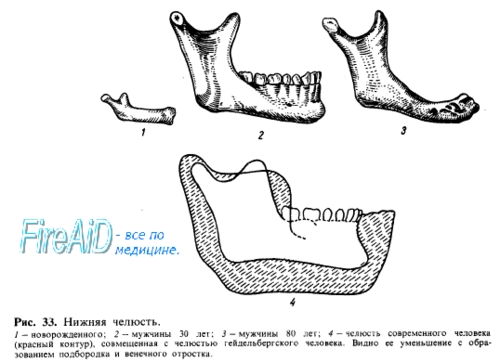 1
2
3
FireAiD - все по
медицине.
4
Рис. 33. Нижняя челюсть.
1 — новорожденного; 2 — мужчины 30 лет; 3 — мужчины 80 лет; 4 — челюсть современного человека
(красный контур), совмещенная с челюстью гейдельбергского человека. Видно ее уменьшение с обра-
зованием подбородка и венечного отростка.